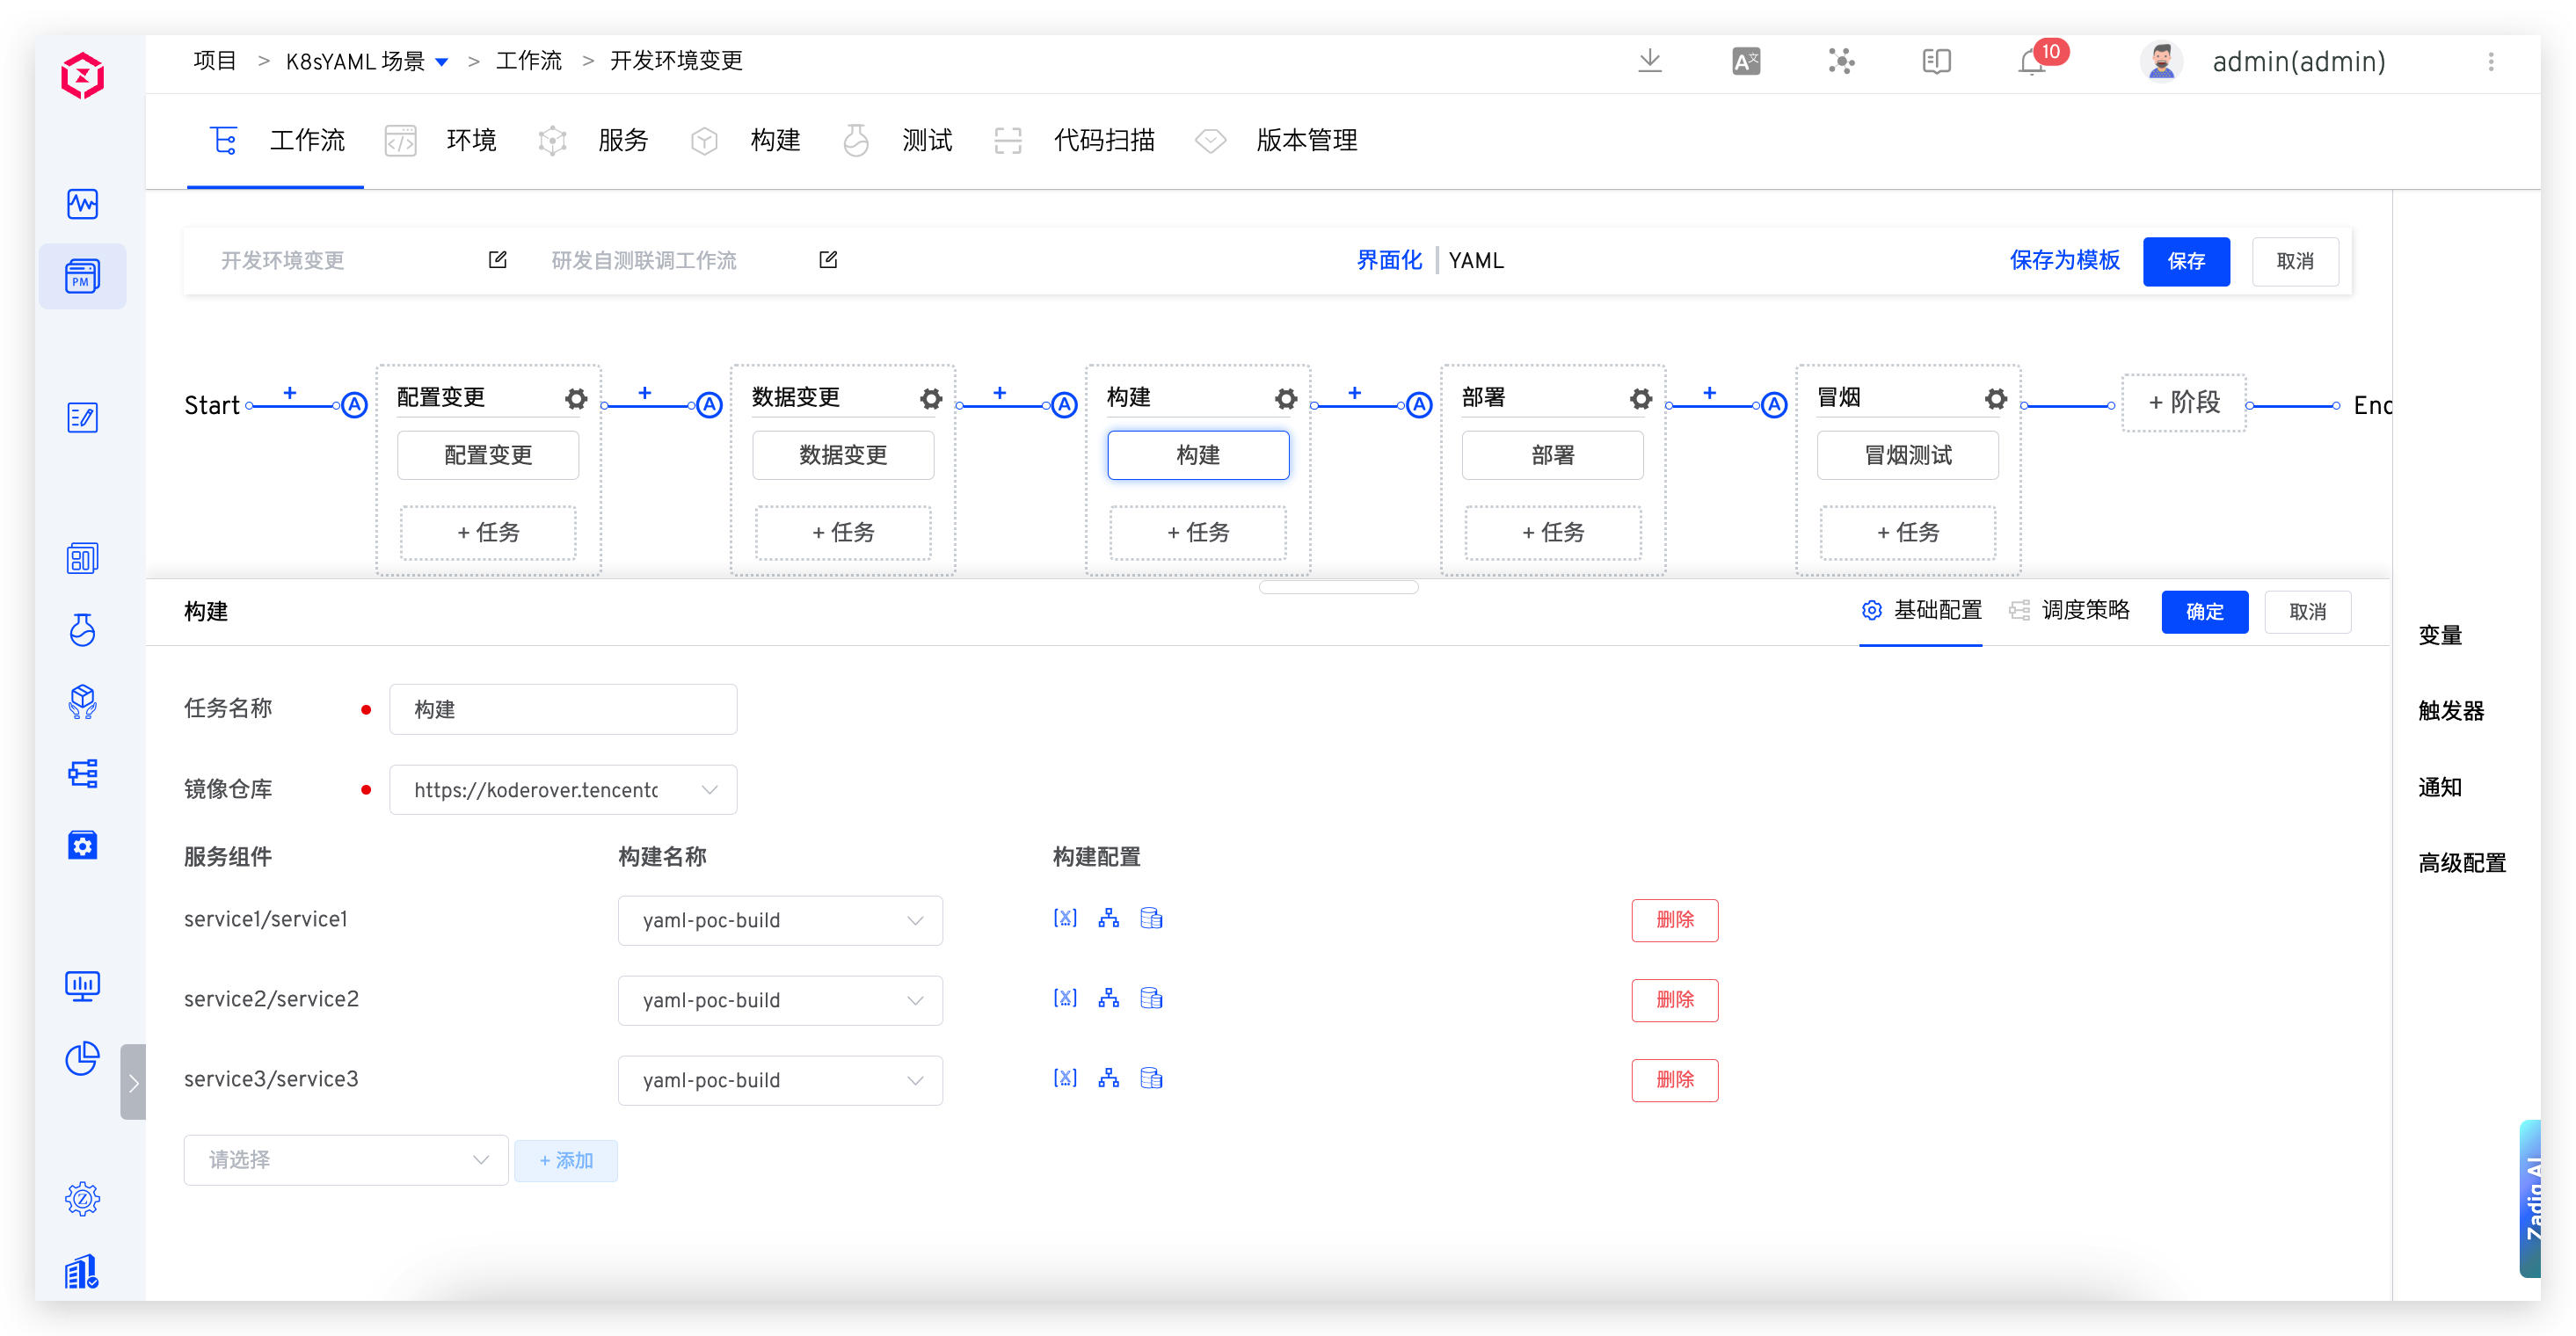 项目 > K8sYAML 场景 > 工作流 > 开发环境变更
10
admin(admin)
工作流 环境 服务 构建 测试 代码扫描 版本管理
PM
开发环境变更 研发自测联调工作流 界面化 YAML 保存为模板 保存 取消
Start + A 配置变更 + A 数据变更 + A 构建 + A 部署 + A 冒烟 + 阶段 End
配置变更 数据变更 构建 部署 冒烟测试
+ 任务 + 任务 + 任务 + 任务 + 任务
构建 基础配置 调度策略 确定 取消
变量
触发器
通知
高级配置
任务名称 构建
镜像仓库 https://koderover.tencentc
服务组件 构建名称 构建配置
service1/service1 yaml-poc-build 删除
service2/service2 yaml-poc-build 删除
service3/service3 yaml-poc-build 删除
请选择 + 添加
Zadig AI